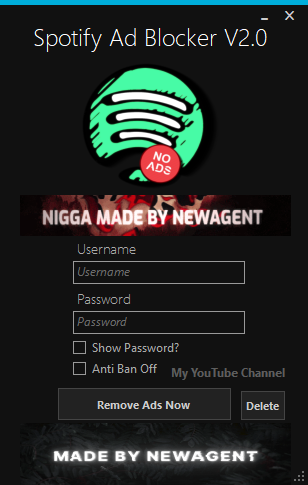 Spotify Ad Blocker V2.0
NO
ADS
NIGGA MADE BY NEWAGENT
Username
Username
Password
Password
Show Password?
Anti Ban Off
My YouTube Channel
Remove Ads Now
Delete
MADE BY NEWAGENT